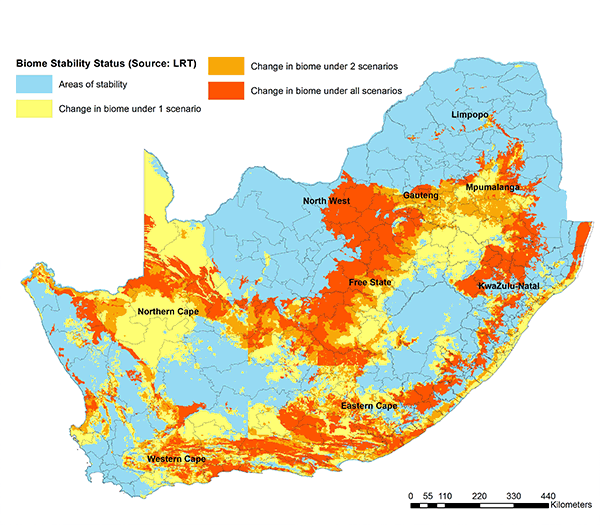 Biome Stability Status (Source: LRT)
Areas of stability
Change in biome under 1 scenario
Change in biome under 2 scenarios
Change in biome under all scenarios
Limpopo
Mpumalanga
Gauteng
North West
Free State
KwaZulu-Natal
Northern Cape
Eastern Cape
Western Cape
0 55 110 220 330 440
Kilometers